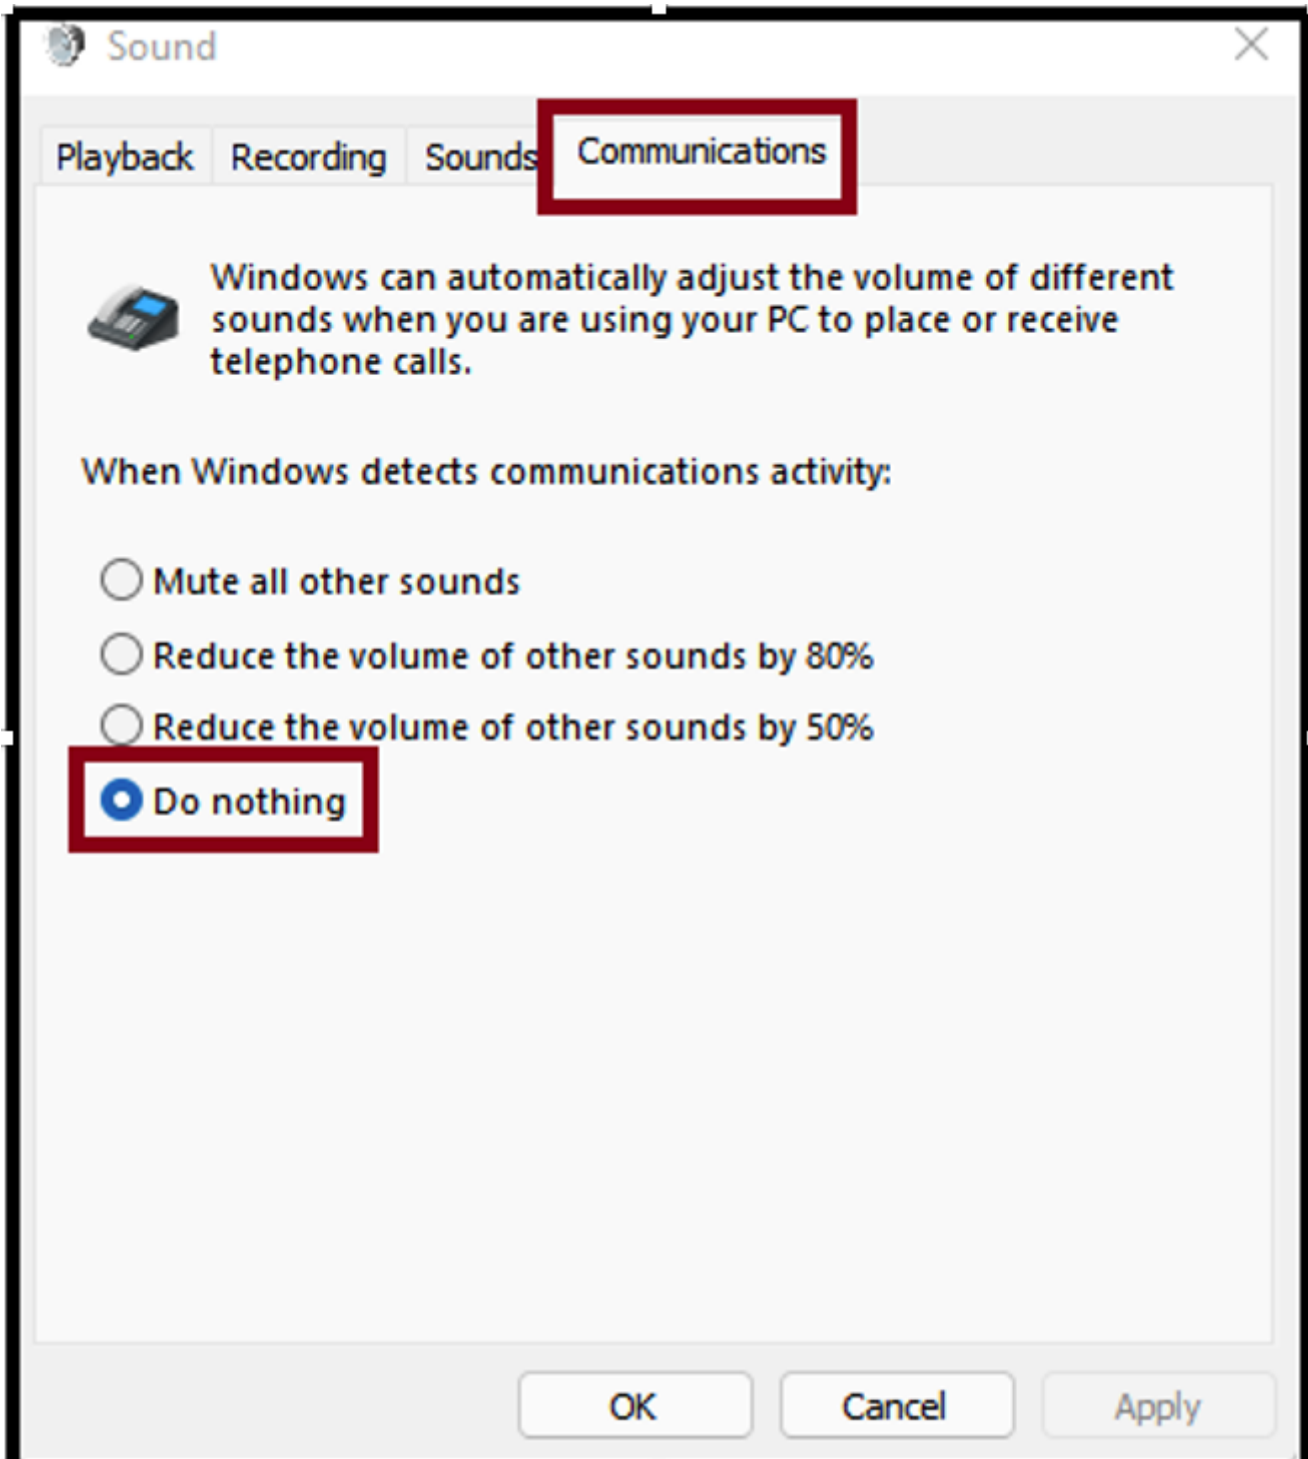 Sound
Playback Recording Sounds Communications
Windows can automatically adjust the volume of different
sounds when you are using your PC to place or receive
telephone calls.
When Windows detects communications activity:
Mute all other sounds
Reduce the volume of other sounds by 80%
Reduce the volume of other sounds by 50%
Do nothing
OK Cancel Apply